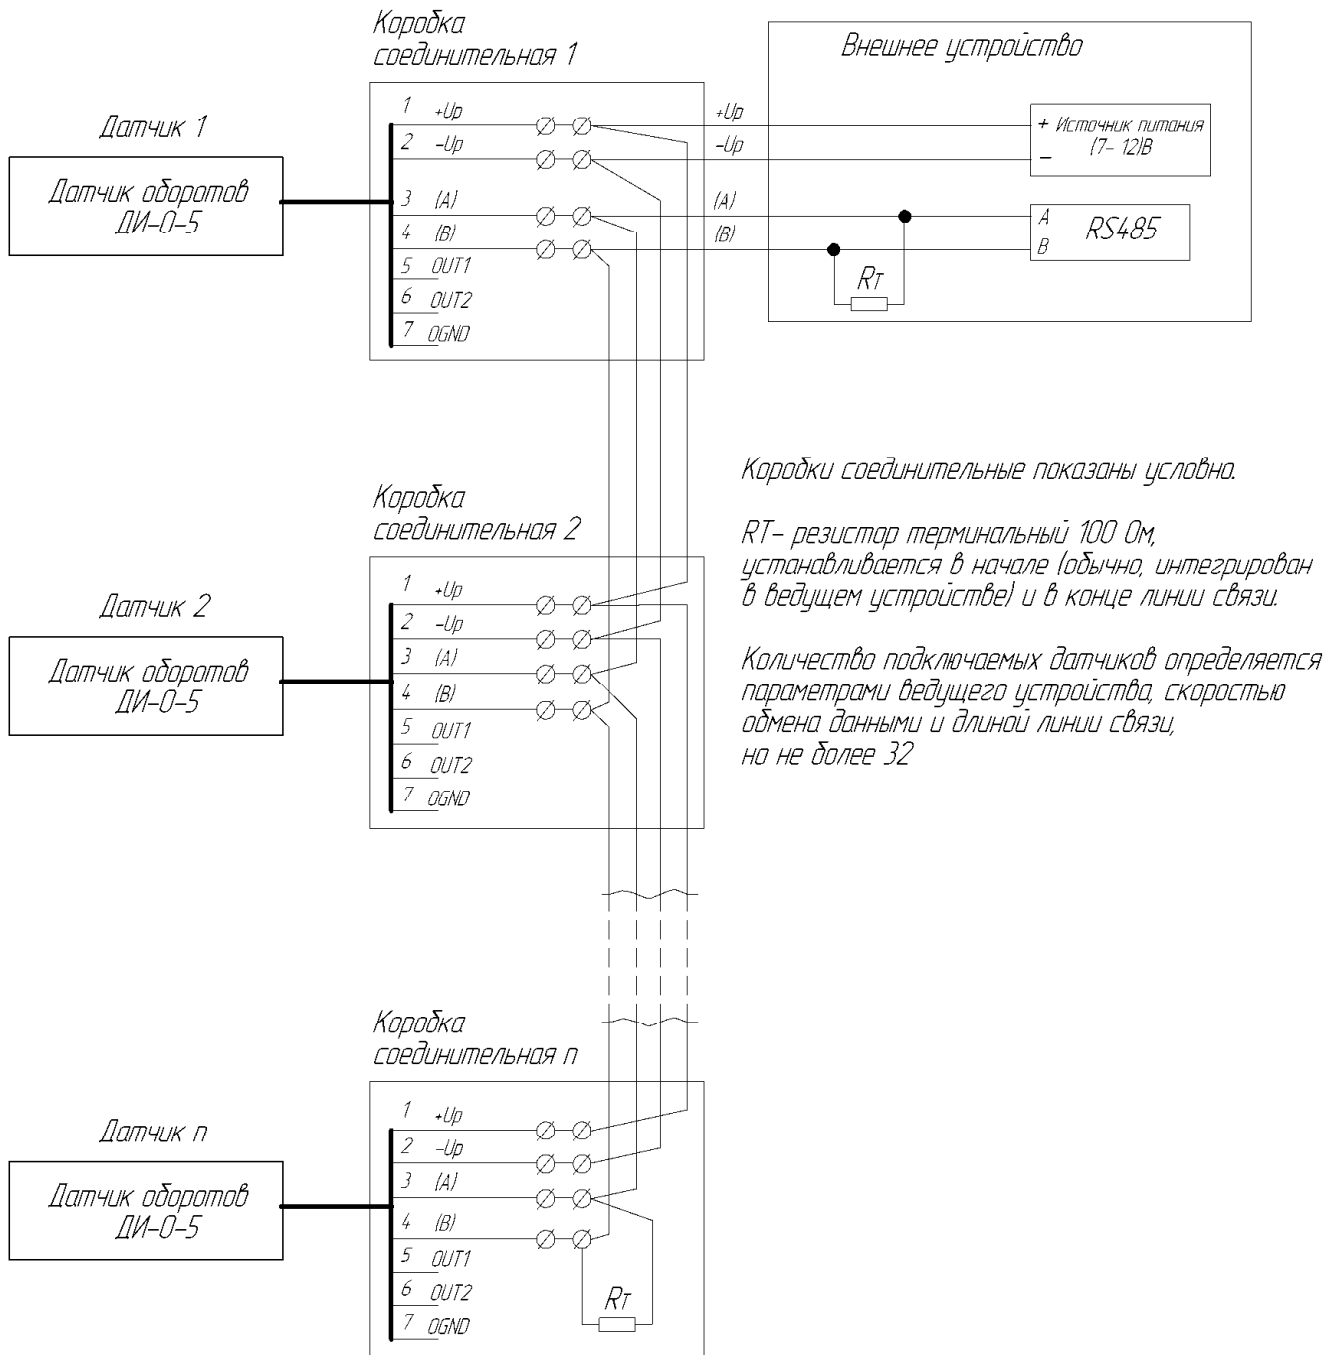 Коробка
соединительная 1
Внешнее устройство
Датчик 1
Датчик оборотов
ДИ-О-5
1 +Up
2 -Up
3 (A)
4 (B)
5 OUT1
6 OUT2
7 OGND
+Up
-Up
(A)
(B)
+ Источник питания
(7- 12)В
-
A
B
RS485
RТ
Коробки соединительные показаны условно.
RТ- резистор терминальный 100 Ом,
устанавливается в начале (обычно, интегрирован
в ведущем устройстве) и в конце линии связи.
Количество подключаемых датчиков определяется
параметрами ведущего устройства, скоростью
обмена данными и длиной линии связи,
но не более 32
Коробка
соединительная 2
Датчик 2
Датчик оборотов
ДИ-О-5
1 +Up
2 -Up
3 (A)
4 (B)
5 OUT1
6 OUT2
7 OGND
Коробка
соединительная n
Датчик n
Датчик оборотов
ДИ-О-5
1 +Up
2 -Up
3 (A)
4 (B)
5 OUT1
6 OUT2
7 OGND
RТ